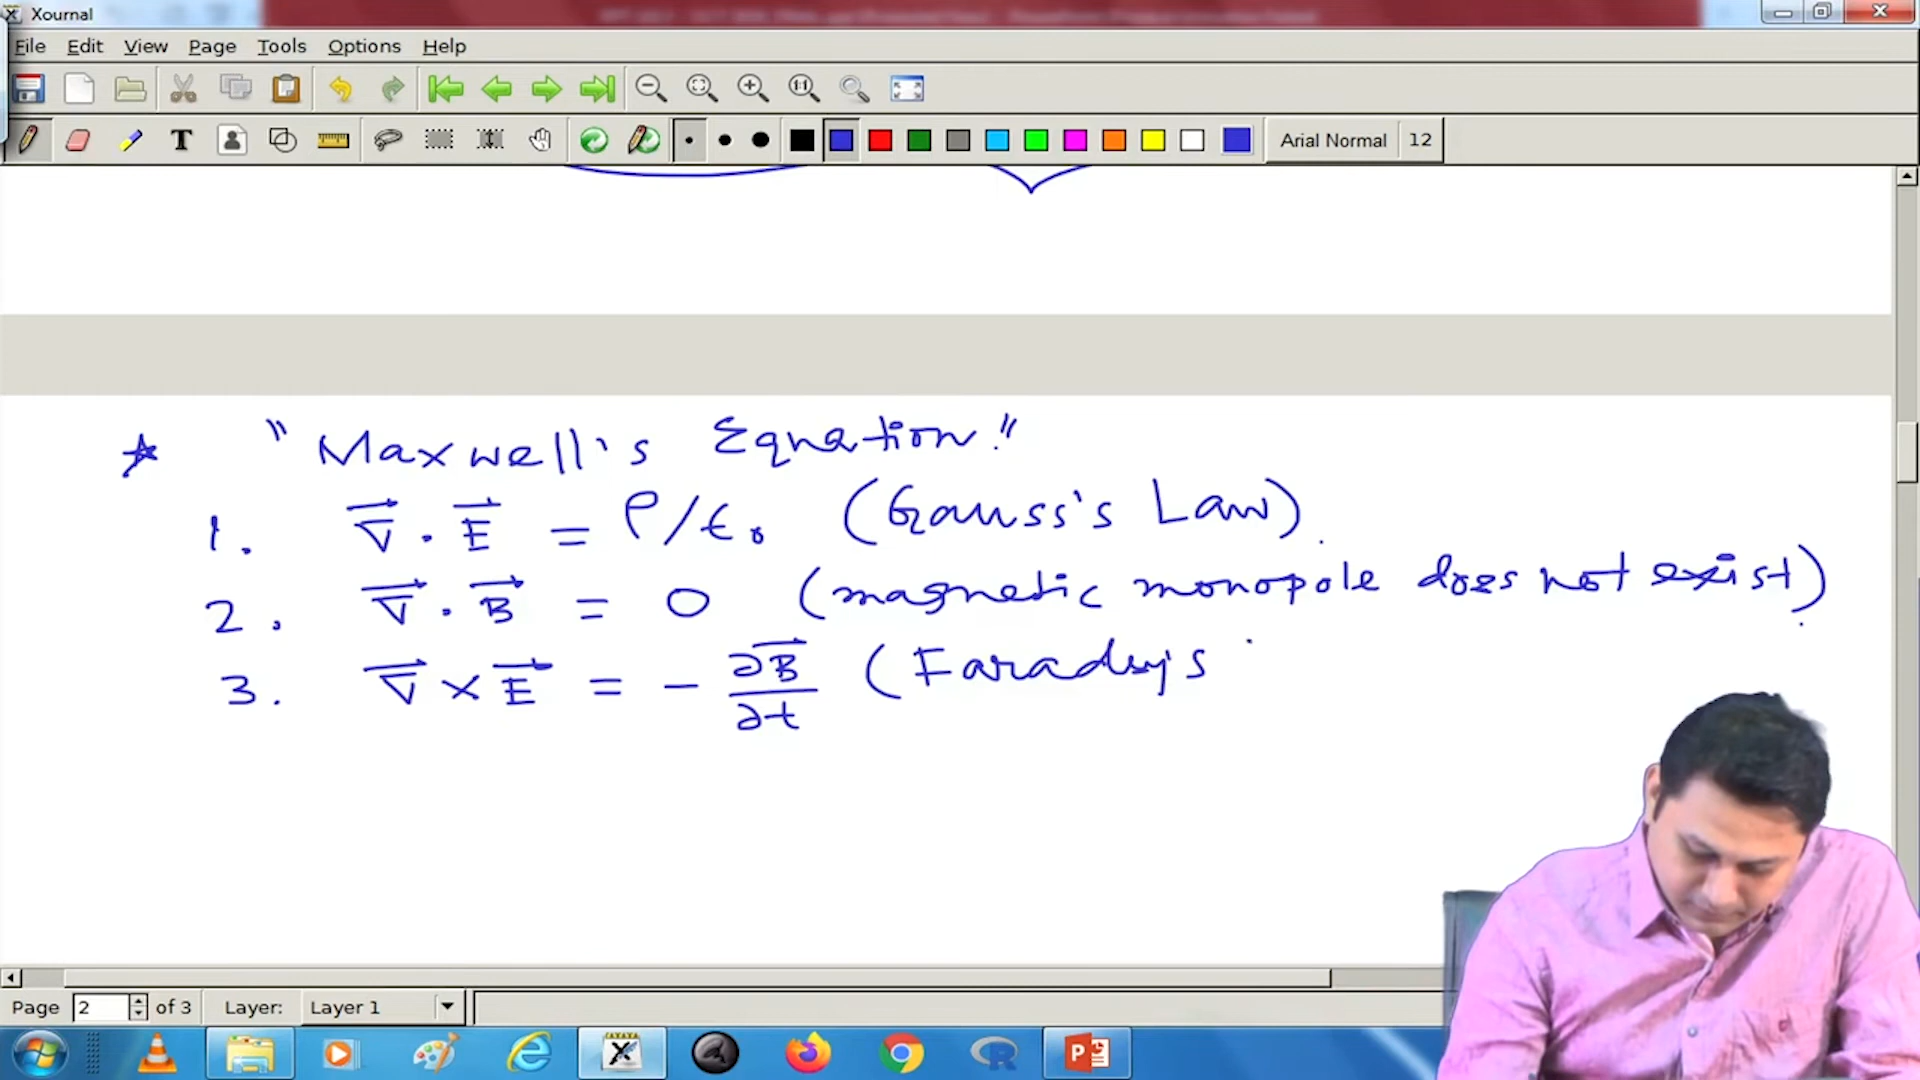 Xournal
File Edit View Page Tools Options Help
Arial Normal 12
* "Maxwell's Equation."
1. ∇⃗ · E⃗ = ρ/ε₀ (Gauss's Law).
2. ∇⃗ · B⃗ = 0 (magnetic monopole does not exist).
3. ∇⃗ × E⃗ = - ∂B⃗/∂t (Faraday's
Page 2 of 3 Layer: Layer 1